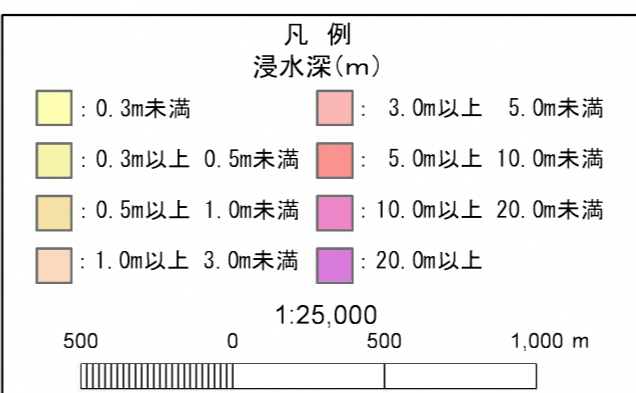 凡 例
浸水深(m)
: 0.3m未満
: 0.3m以上 0.5m未満
: 0.5m以上 1.0m未満
: 1.0m以上 3.0m未満
: 3.0m以上 5.0m未満
: 5.0m以上 10.0m未満
: 10.0m以上 20.0m未満
: 20.0m以上
1:25,000
500 0 500 1,000 m